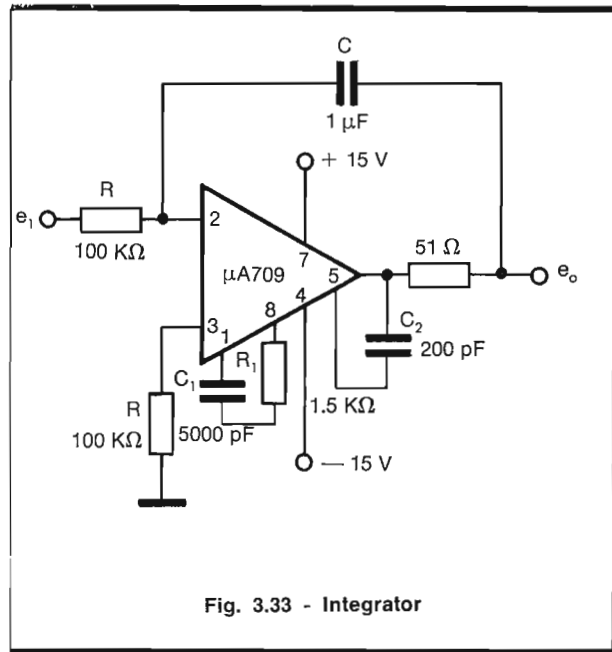 C
1 µF
+ 15 V
R
e₁
100 KΩ
2
7
51 Ω
µA709
5
eₒ
4
3
1
8
C₂
200 pF
R₁
C₁
R
1.5 KΩ
100 KΩ
5000 pF
— 15 V
Fig. 3.33 - Integrator